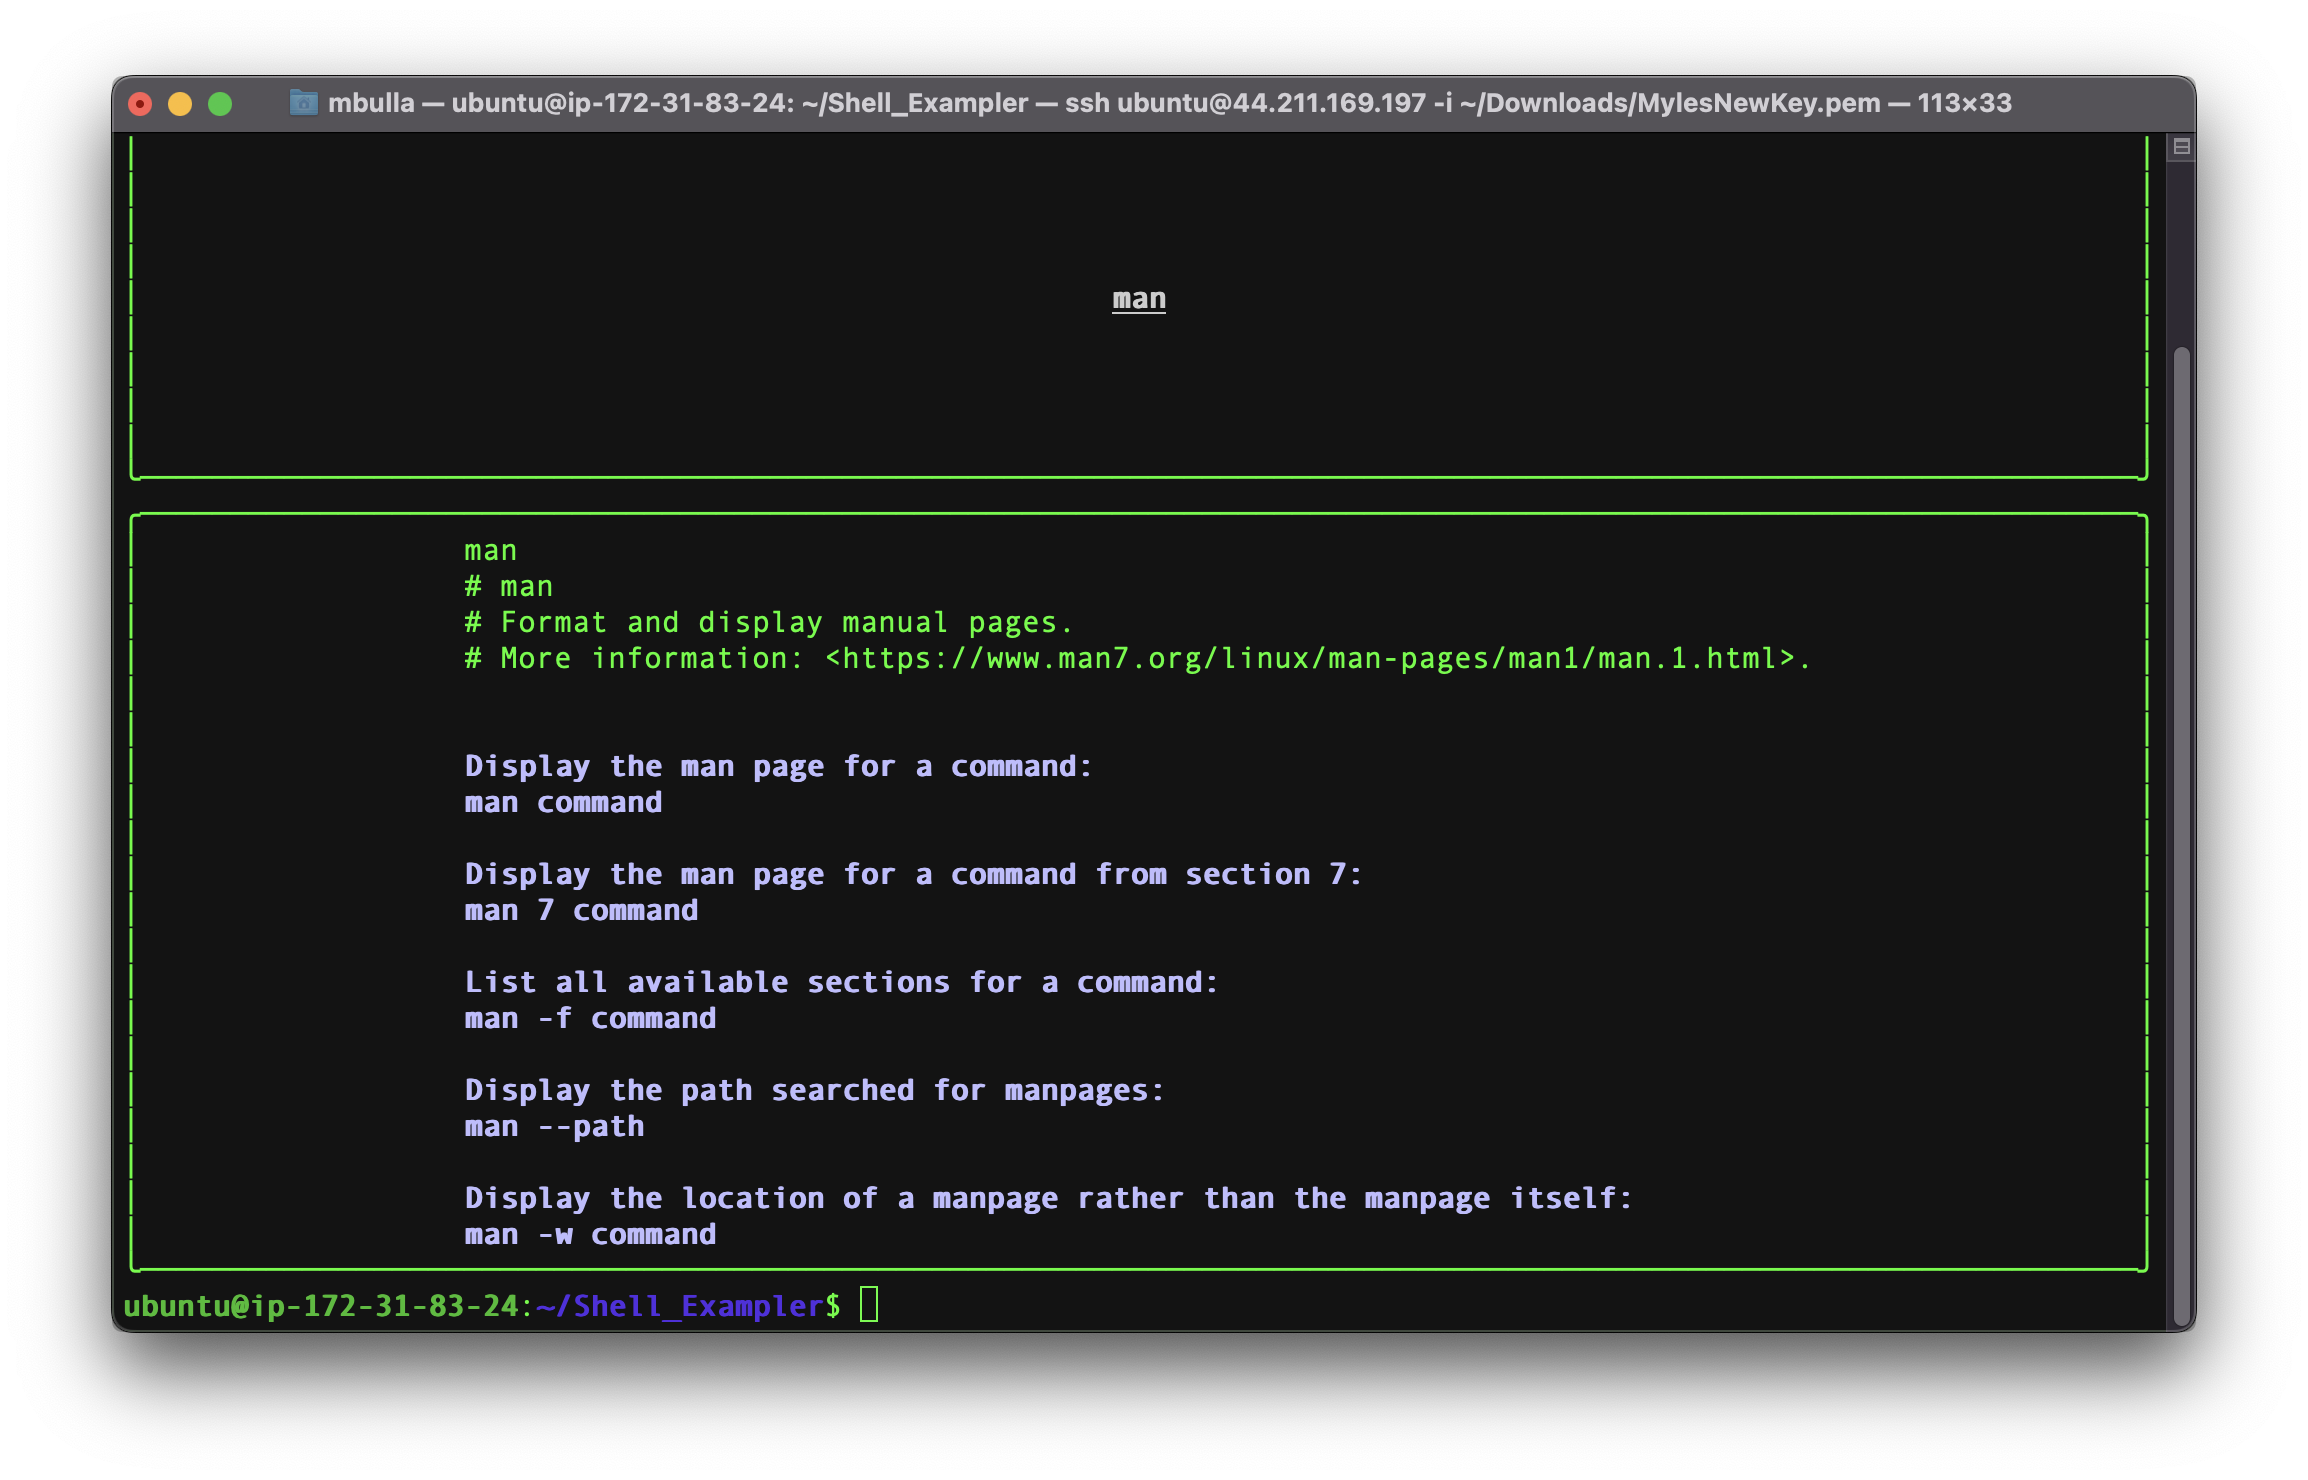 mbulla — ubuntu@ip-172-31-83-24: ~/Shell_Exampler — ssh ubuntu@44.211.169.197 -i ~/Downloads/MylesNewKey.pem — 113×33
man
man
# man
# Format and display manual pages.
# More information: <https://www.man7.org/linux/man-pages/man1/man.1.html>.
Display the man page for a command:
man command
Display the man page for a command from section 7:
man 7 command
List all available sections for a command:
man -f command
Display the path searched for manpages:
man --path
Display the location of a manpage rather than the manpage itself:
man -w command
ubuntu@ip-172-31-83-24:~/Shell_Exampler$